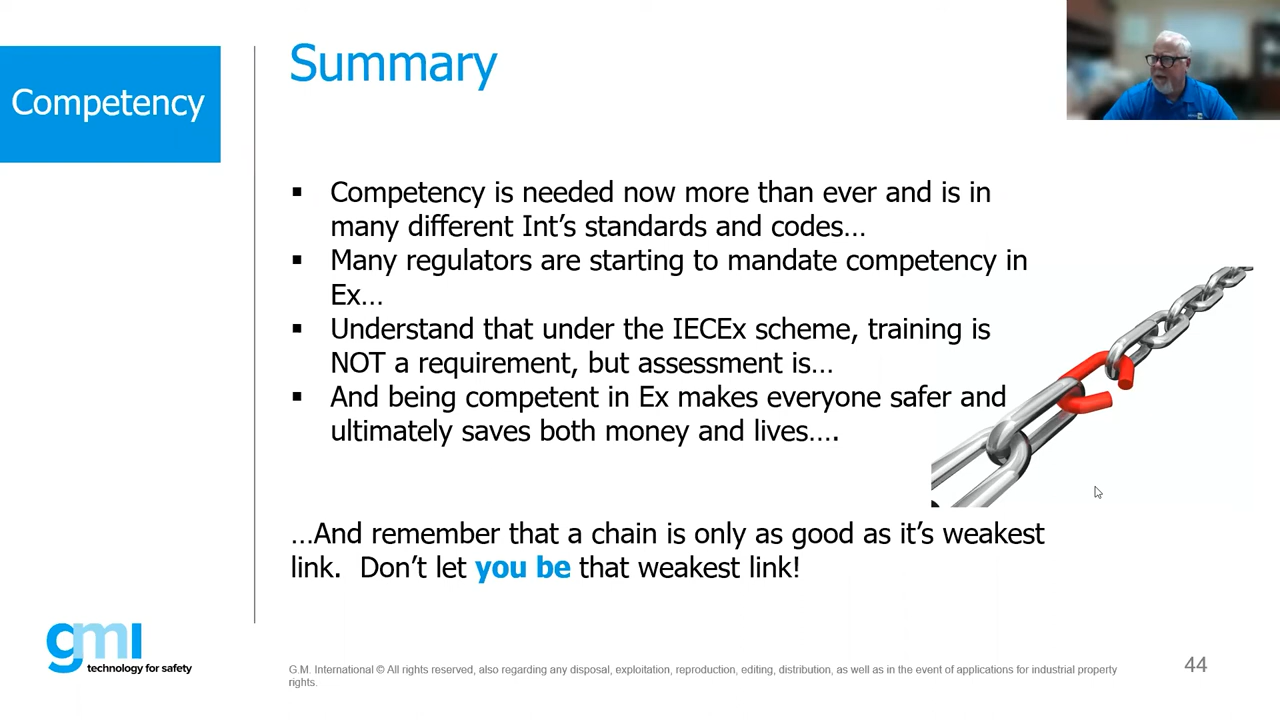 Competency
Summary
▪ Competency is needed now more than ever and is in
many different Int’s standards and codes…
▪ Many regulators are starting to mandate competency in
Ex…
▪ Understand that under the IECEx scheme, training is
NOT a requirement, but assessment is…
▪ And being competent in Ex makes everyone safer and
ultimately saves both money and lives….
…And remember that a chain is only as good as it’s weakest
link. Don’t let you be that weakest link!
gmi
technology for safety
G.M. International © All rights reserved, also regarding any disposal, exploitation, reproduction, editing, distribution, as well as in the event of applications for industrial property
rights.
44